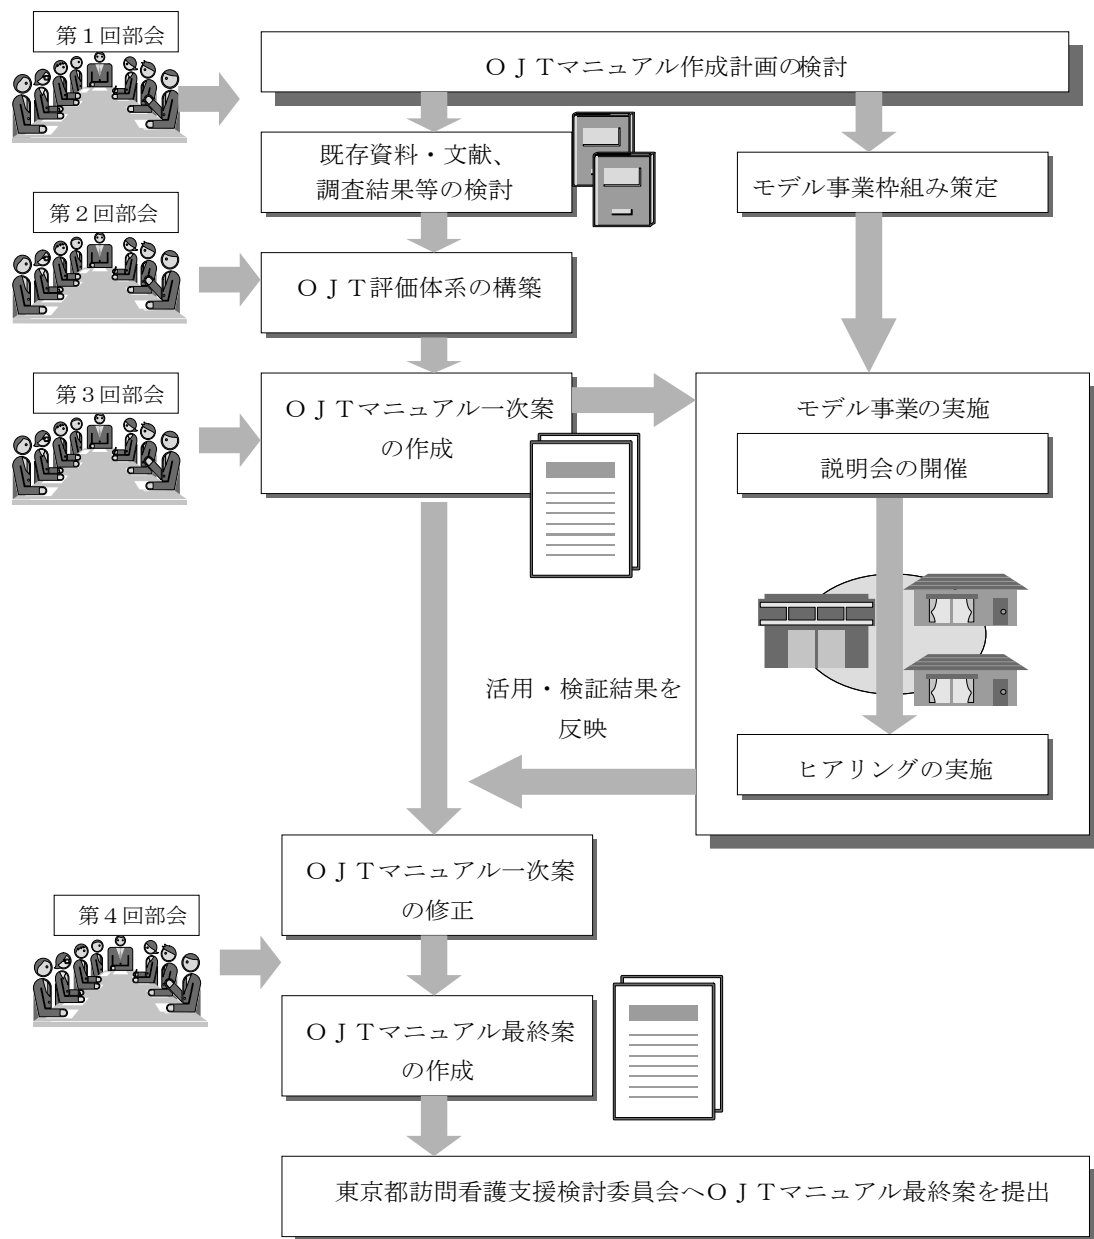 第１回部会
ＯＪＴマニュアル作成計画の検討
既存資料・文献、
調査結果等の検討
モデル事業枠組み策定
第２回部会
ＯＪＴ評価体系の構築
第３回部会
ＯＪＴマニュアル一次案
の作成
モデル事業の実施
説明会の開催
活用・検証結果を
反映
ヒアリングの実施
ＯＪＴマニュアル一次案
の修正
第４回部会
ＯＪＴマニュアル最終案
の作成
東京都訪問看護支援検討委員会へＯＪＴマニュアル最終案を提出